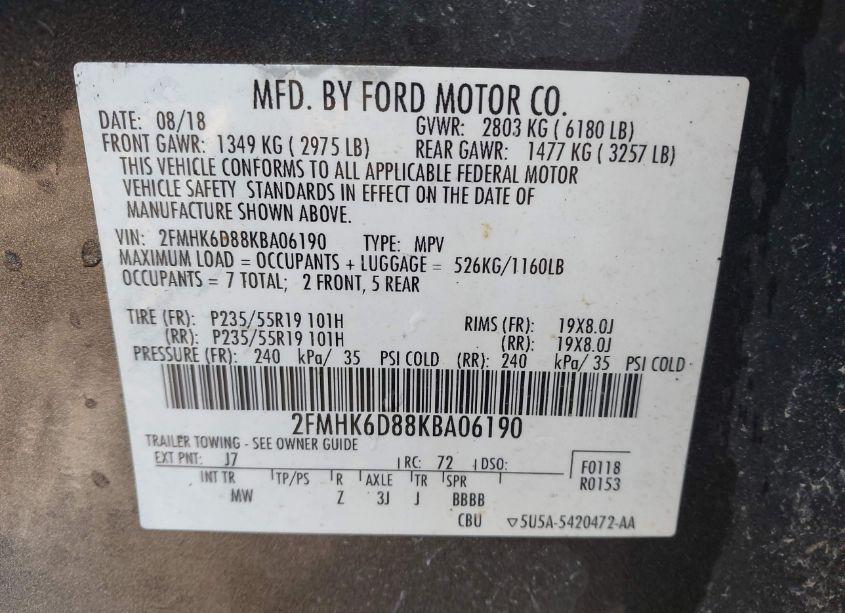 MFD. BY FORD MOTOR CO.
DATE: 08/18 GVWR: 2803 KG ( 6180 LB)
FRONT GAWR: 1349 KG ( 2975 LB) REAR GAWR: 1477 KG ( 3257 LB)
THIS VEHICLE CONFORMS TO ALL APPLICABLE FEDERAL MOTOR
VEHICLE SAFETY STANDARDS IN EFFECT ON THE DATE OF
MANUFACTURE SHOWN ABOVE.
VIN: 2FMHK6D88KBA06190 TYPE: MPV
MAXIMUM LOAD = OCCUPANTS + LUGGAGE = 526KG/1160LB
OCCUPANTS = 7 TOTAL; 2 FRONT, 5 REAR
TIRE (FR): P235/55R19 101H RIMS (FR): 19X8.0J
(RR): P235/55R19 101H (RR): 19X8.0J
PRESSURE (FR): 240 kPa/ 35 PSI COLD (RR): 240 kPa/ 35 PSI COLD
2FMHK6D88KBA06190
TRAILER TOWING - SEE OWNER GUIDE
EXT PNT: J7 RC: 72 DSO: F0118
INT TR TP/PS R AXLE TR SPR R0153
MW Z 3J J BBBB
CBU ▽5U5A-5420472-AA